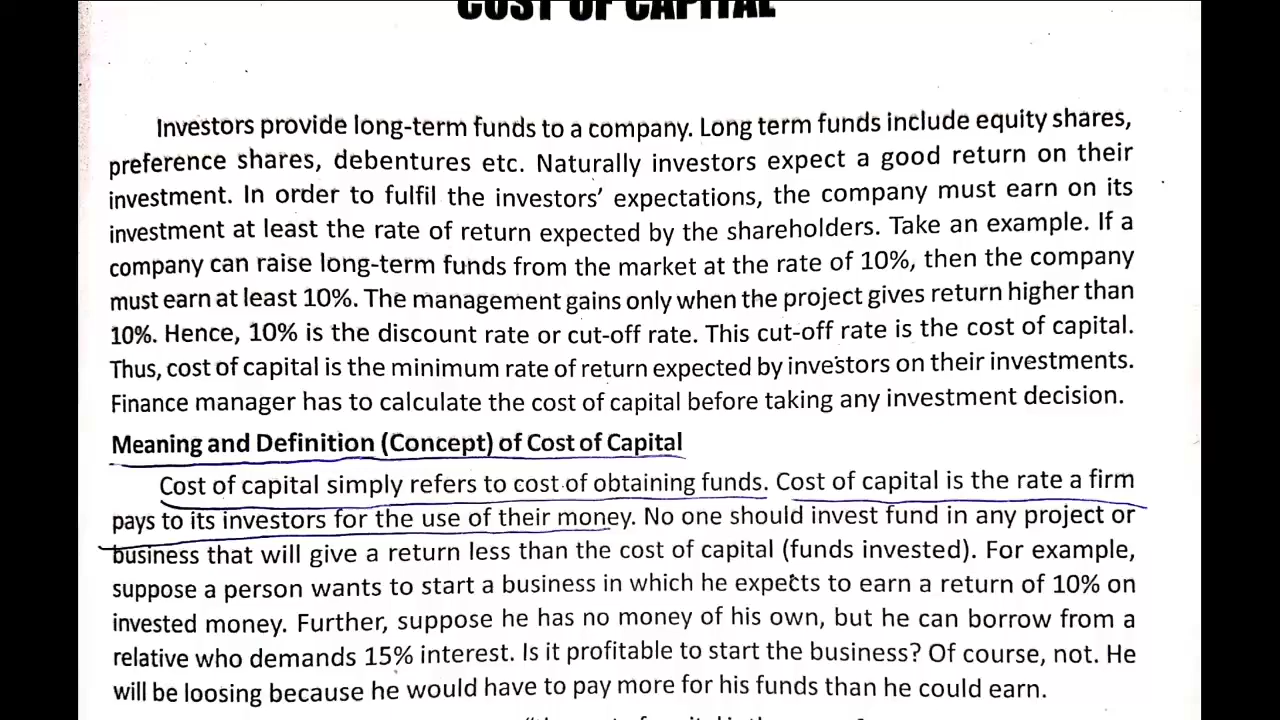 COST OF CAPITAL
Investors provide long-term funds to a company. Long term funds include equity shares,
preference shares, debentures etc. Naturally investors expect a good return on their
investment. In order to fulfil the investors’ expectations, the company must earn on its
investment at least the rate of return expected by the shareholders. Take an example. If a
company can raise long-term funds from the market at the rate of 10%, then the company
must earn at least 10%. The management gains only when the project gives return higher than
10%. Hence, 10% is the discount rate or cut-off rate. This cut-off rate is the cost of capital.
Thus, cost of capital is the minimum rate of return expected by investors on their investments.
Finance manager has to calculate the cost of capital before taking any investment decision.
Meaning and Definition (Concept) of Cost of Capital
Cost of capital simply refers to cost of obtaining funds. Cost of capital is the rate a firm
pays to its investors for the use of their money. No one should invest fund in any project or
business that will give a return less than the cost of capital (funds invested). For example,
suppose a person wants to start a business in which he expects to earn a return of 10% on
invested money. Further, suppose he has no money of his own, but he can borrow from a
relative who demands 15% interest. Is it profitable to start the business? Of course, not. He
will be loosing because he would have to pay more for his funds than he could earn.